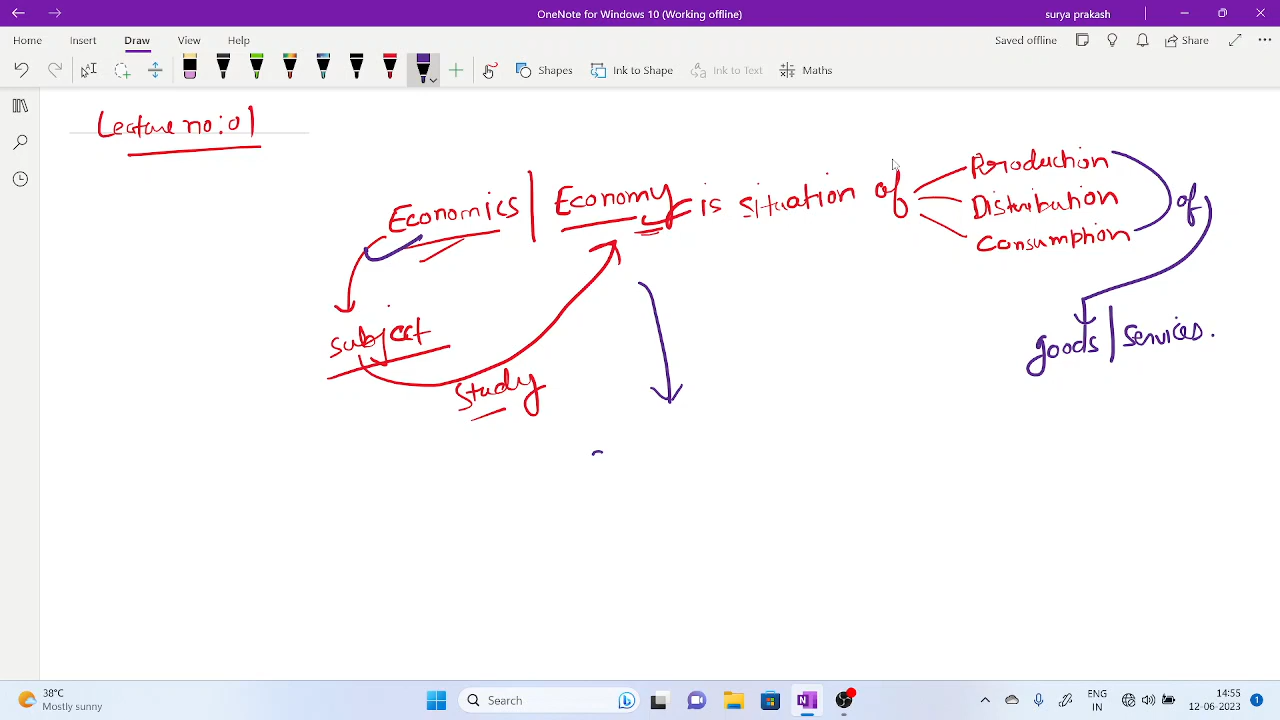 OneNote for Windows 10 (Working offline)
surya prakash
Home Insert Draw View Help
Saved offline
Share
Shapes
Ink to Shape
Ink to Text
Maths
Lecture no:01
Economics | Economy is situation of
Production
Distribution
Consumption
of
goods | services.
subject
study
38°C
Mostly sunny
Search
ENG
IN
14:55
12-06-2023
1